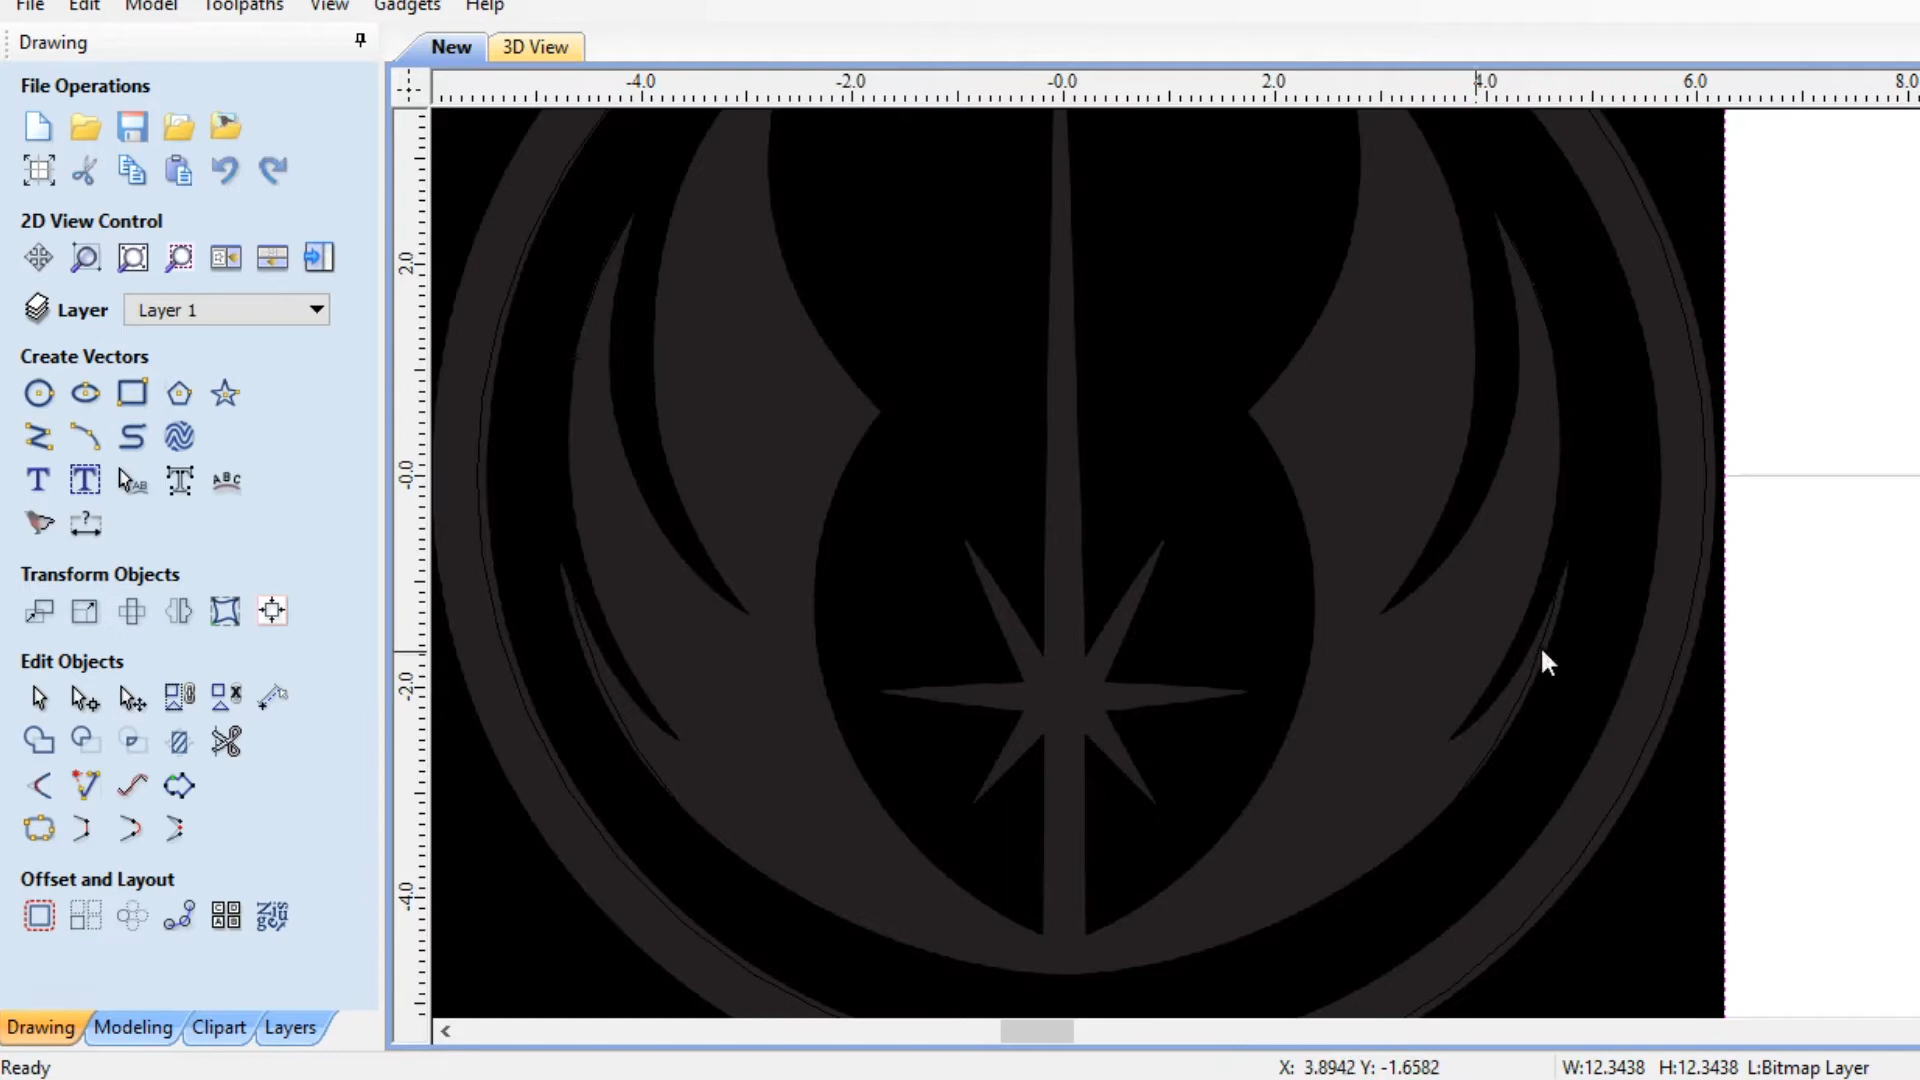 File Edit Model Toolpaths View Gadgets Help
Drawing
New 3D View
File Operations
-4.0 -2.0 -0.0 2.0 4.0 6.0 8.0
2D View Control
2.0
Layer Layer 1
Create Vectors
-0.0
T T AB T ABC
?
Transform Objects
Edit Objects
-2.0
Offset and Layout
-4.0
Drawing Modeling Clipart Layers
Ready X: 3.8942 Y: -1.6582 W:12.3438 H:12.3438 L:Bitmap Layer